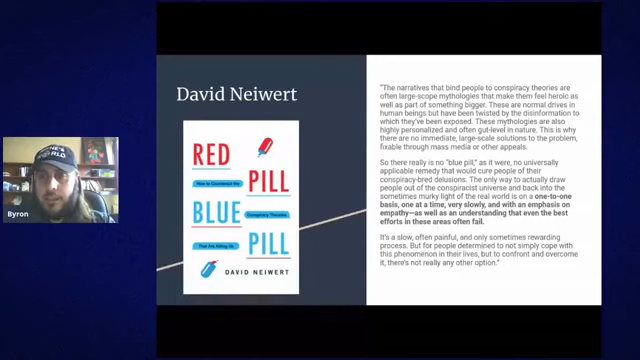 David Neiwert
RED
PILL
How to Counteract the
BLUE
Conspiracy Theories
PILL
That Are Killing Us
DAVID NEIWERT
"The narratives that bind people to conspiracy theories are
often large-scope mythologies that make them feel heroic as
well as part of something bigger. These are normal drives in
human beings but have been twisted by the disinformation to
which they've been exposed. These mythologies are also
highly personalized and often gut-level in nature. This is why
there are no immediate, large-scale solutions to the problem,
fixable through mass media or other appeals.
So there really is no "blue pill," as it were, no universally
applicable remedy that would cure people of their
conspiracy-bred delusions. The only way to actually draw
people out of the conspiracist universe and back into the
sometimes murky light of the real world is on a one-to-one
basis, one at a time, very slowly, and with an emphasis on
empathy—as well as an understanding that even the best
efforts in these areas often fail.
It's a slow, often painful, and only sometimes rewarding
process. But for people determined to not simply cope with
this phenomenon in their lives, but to confront and overcome
it, there's not really any other option."
Byron